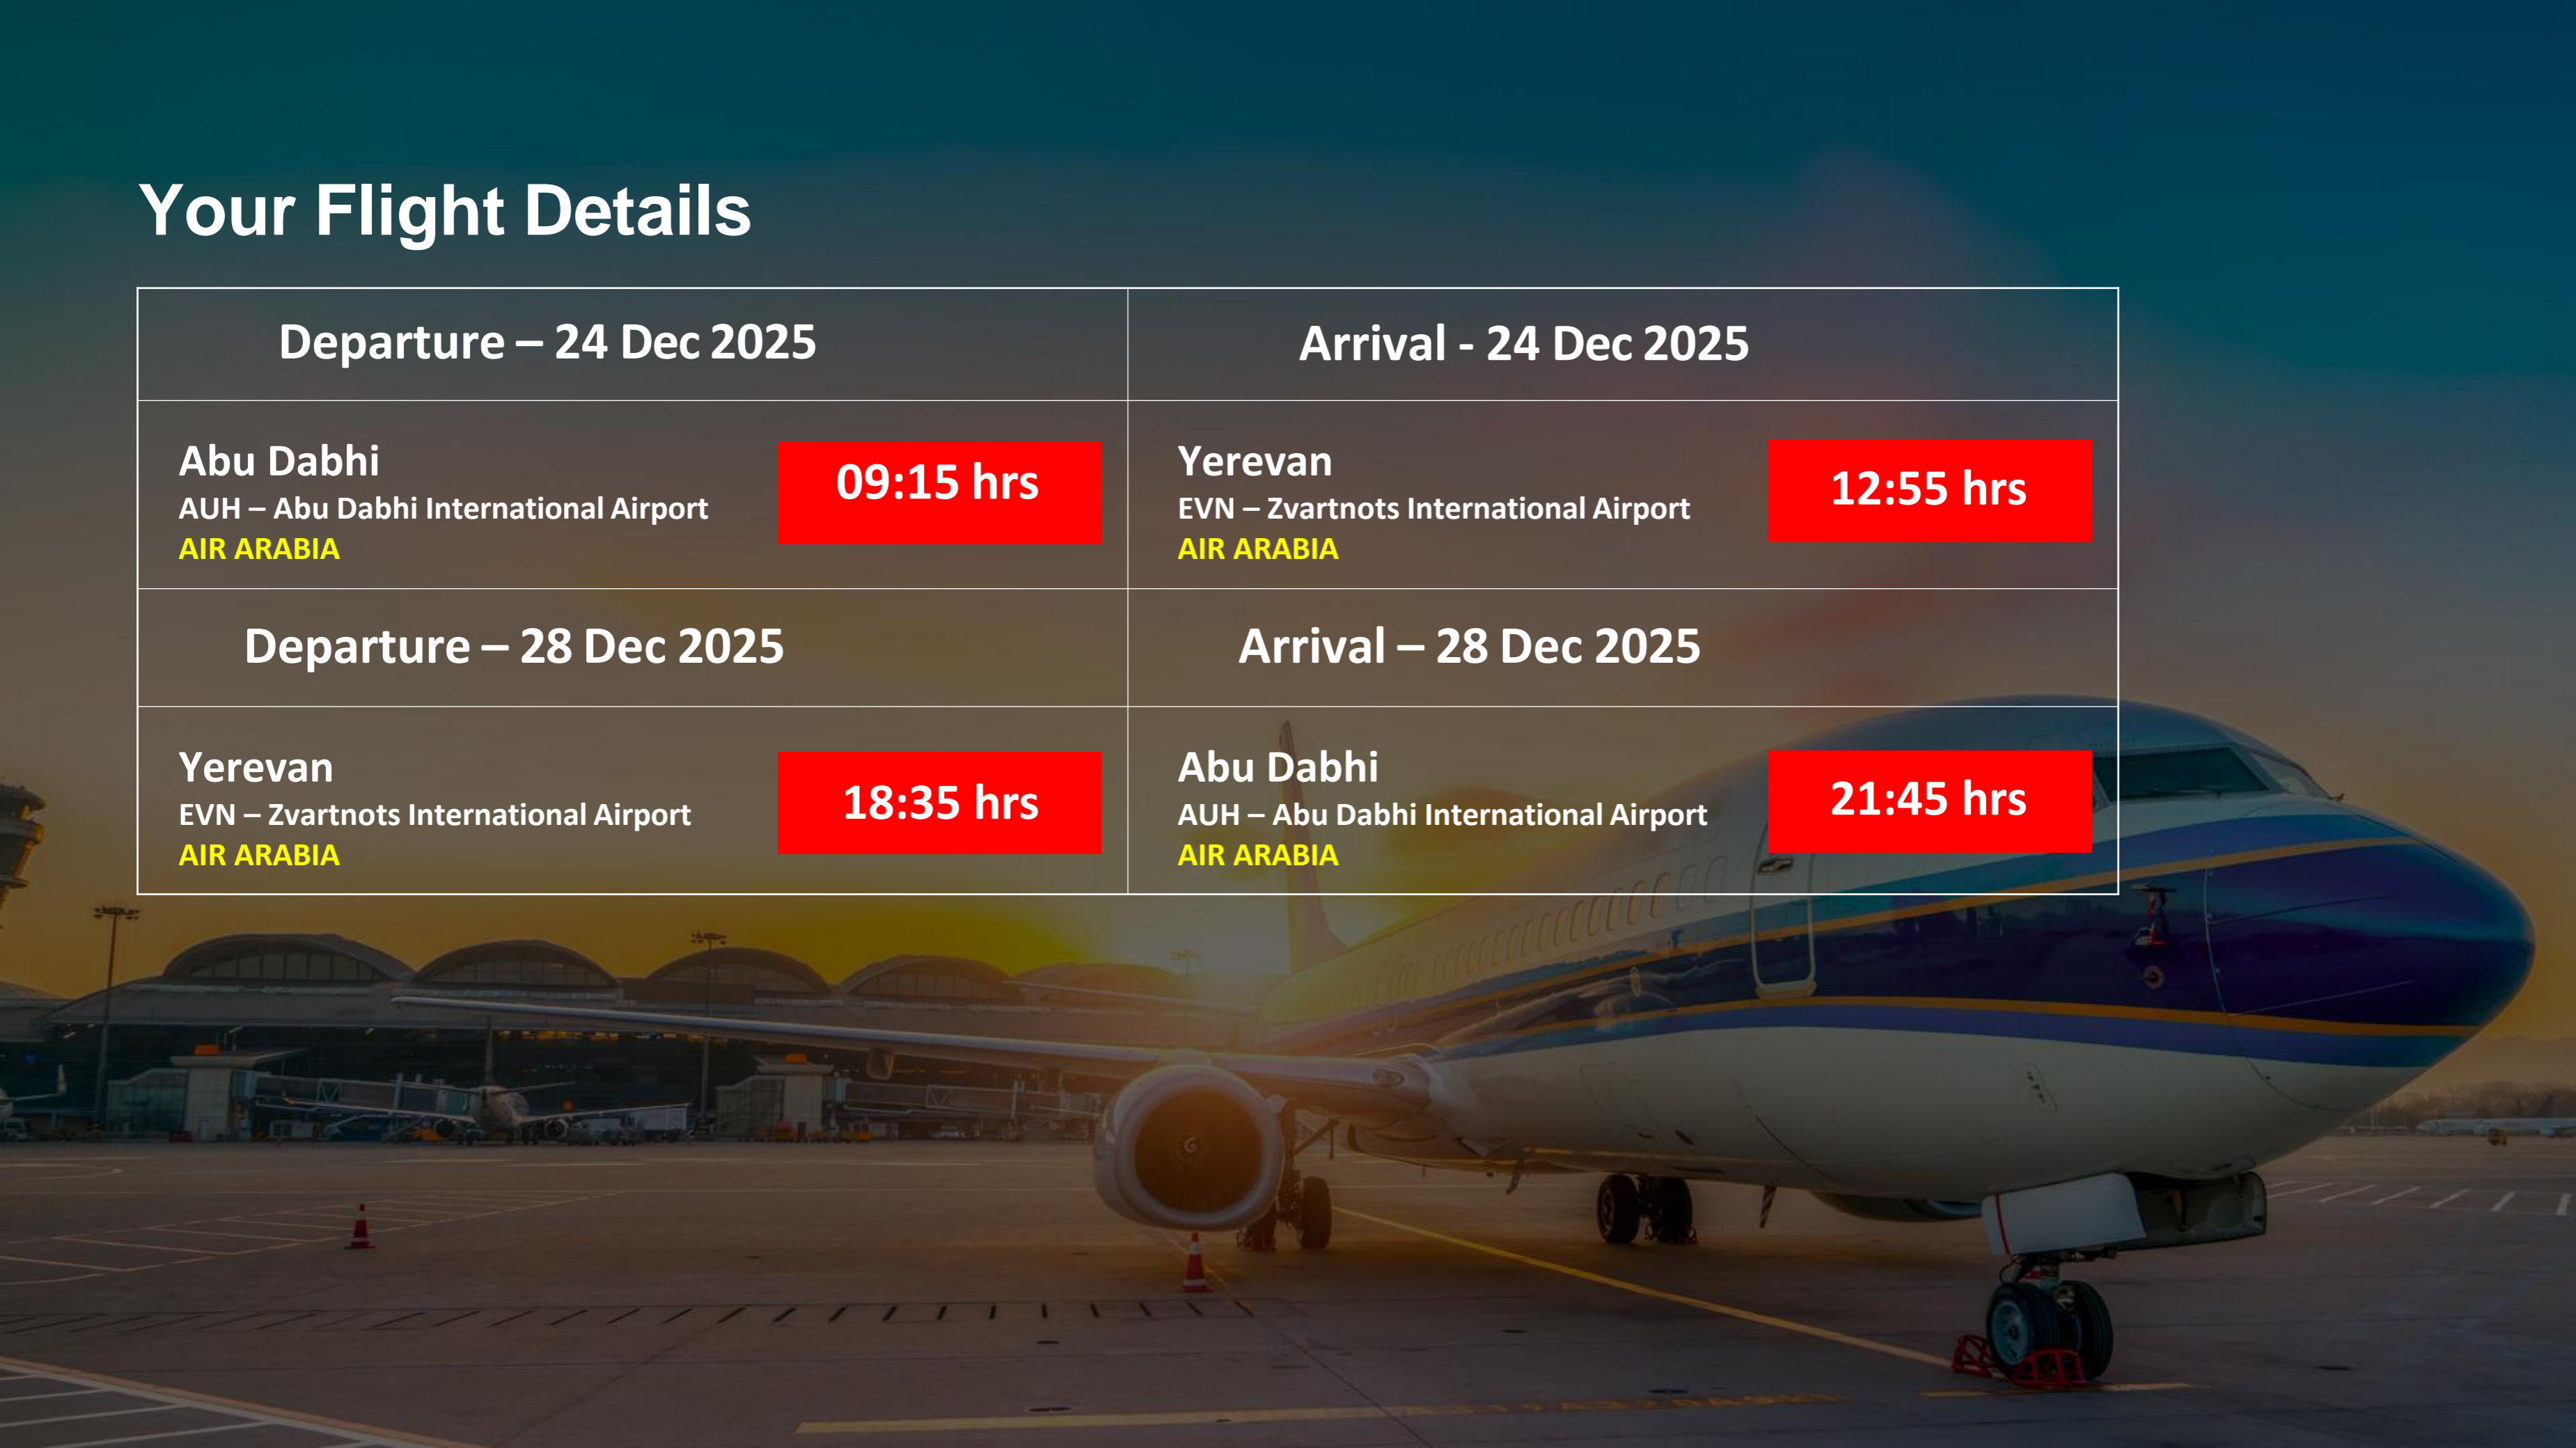 Your Flight Details
Departure – 24 Dec 2025
Arrival - 24 Dec 2025
Abu Dabhi
AUH – Abu Dabhi International Airport
AIR ARABIA
09:15 hrs
Yerevan
EVN – Zvartnots International Airport
AIR ARABIA
12:55 hrs
Departure – 28 Dec 2025
Arrival – 28 Dec 2025
Yerevan
EVN – Zvartnots International Airport
AIR ARABIA
18:35 hrs
Abu Dabhi
AUH – Abu Dabhi International Airport
AIR ARABIA
21:45 hrs